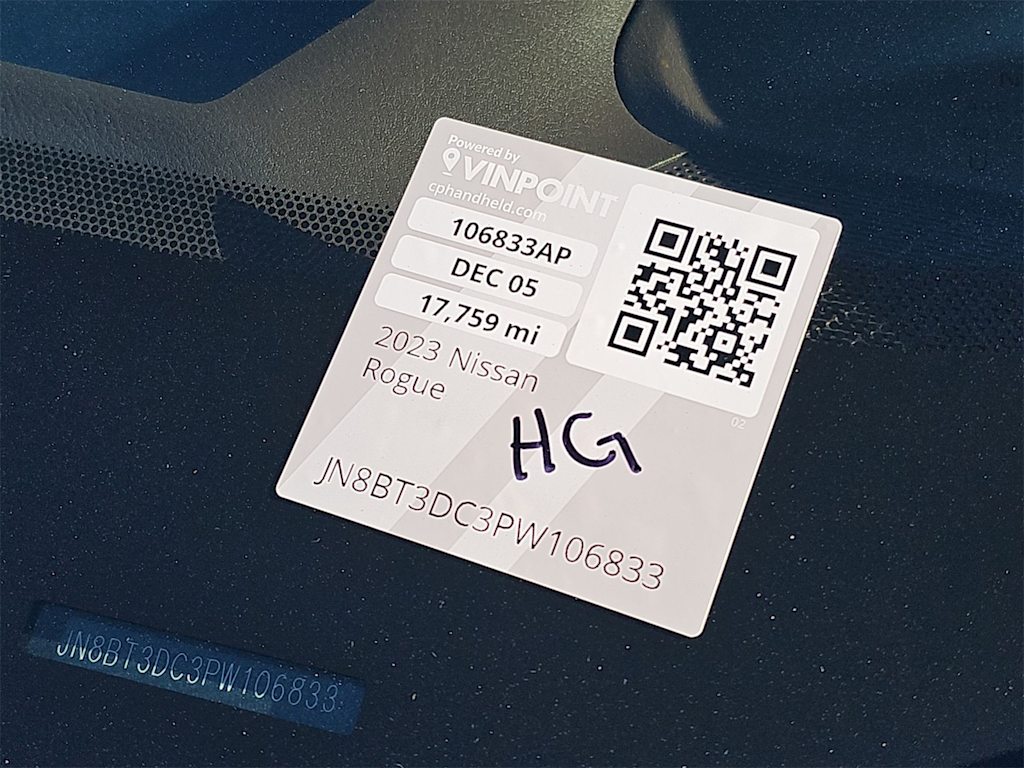 Powered by
VINPOINT
cphandheld.com
106833AP
DEC 05
17,759 mi
2023 Nissan
Rogue
02
HG
JN8BT3DC3PW106833
JN8BT3DC3PW106833